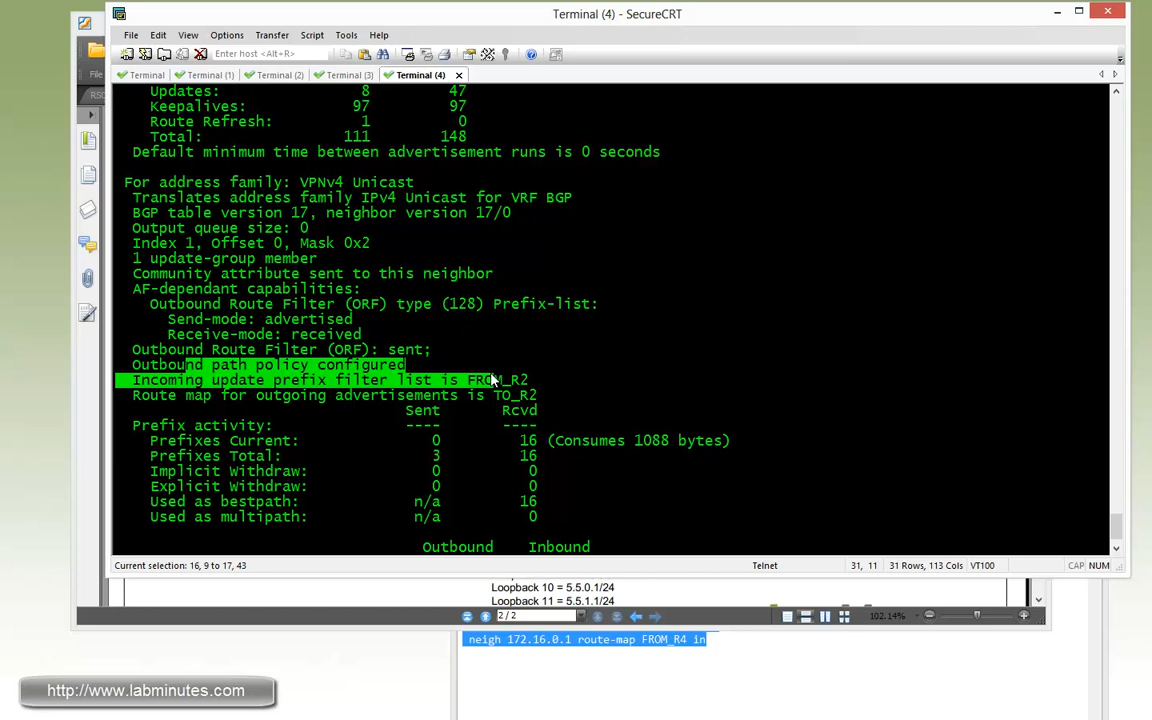 Terminal (4) - SecureCRT
File Edit View Options Transfer Script Tools Help
Enter host <Alt+R>
Terminal Terminal (1) Terminal (2) Terminal (3) Terminal (4)
File
RS
Updates: 8 47
Keepalives: 97 97
Route Refresh: 1 0
Total: 111 148
Default minimum time between advertisement runs is 0 seconds
For address family: VPNv4 Unicast
Translates address family IPv4 Unicast for VRF BGP
BGP table version 17, neighbor version 17/0
Output queue size: 0
Index 1, Offset 0, Mask 0x2
1 update-group member
Community attribute sent to this neighbor
AF-dependant capabilities:
Outbound Route Filter (ORF) type (128) Prefix-list:
Send-mode: advertised
Receive-mode: received
Outbound Route Filter (ORF): sent;
Outbound path policy configured
Incoming update prefix filter list is FROM_R2
Route map for outgoing advertisements is TO_R2
Sent Rcvd
Prefix activity: ---- ----
Prefixes Current: 0 16 (Consumes 1088 bytes)
Prefixes Total: 3 16
Implicit Withdraw: 0 0
Explicit Withdraw: 0 0
Used as bestpath: n/a 16
Used as multipath: n/a 0
Outbound Inbound
Current selection: 16, 9 to 17, 43 Telnet 31, 11 31 Rows, 113 Cols VT100 CAP NUM
Loopback 10 = 5.5.0.1/24
Loopback 11 = 5.5.1.1/24
2 / 2 102.14%
neigh 172.16.0.1 route-map FROM_R4 in
http://www.labminutes.com